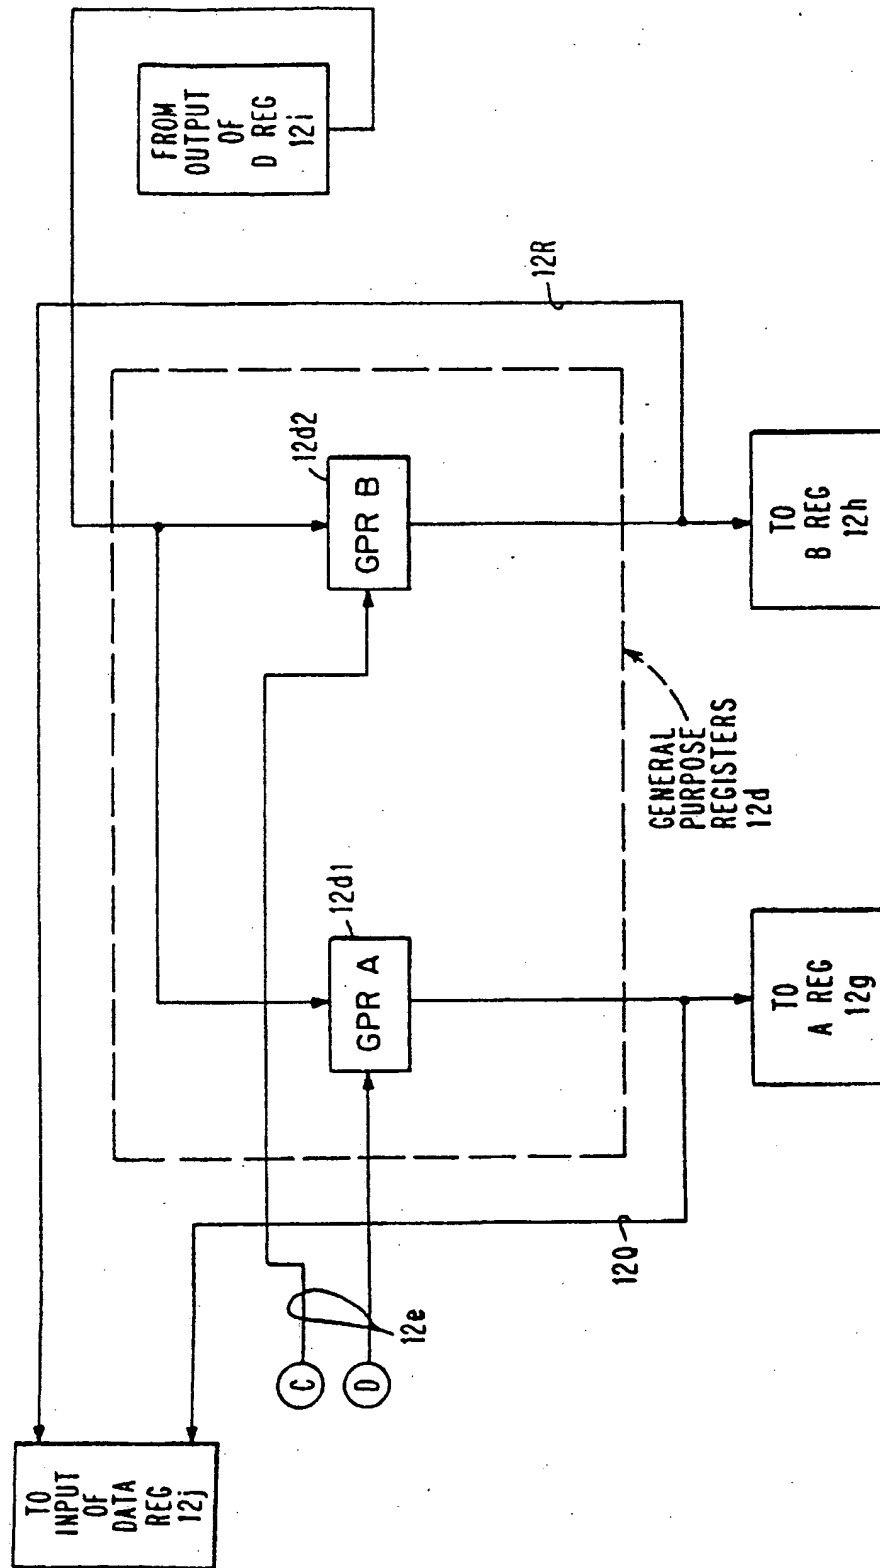 TO
INPUT
OF
DATA
REG
12j
FROM
OUTPUT
OF
D REG
12i
C
D
12e
12d1
GPR A
12d2
GPR B
12R
12Q
GENERAL
PURPOSE
REGISTERS
12d
TO
A REG
12g
TO
B REG
12h